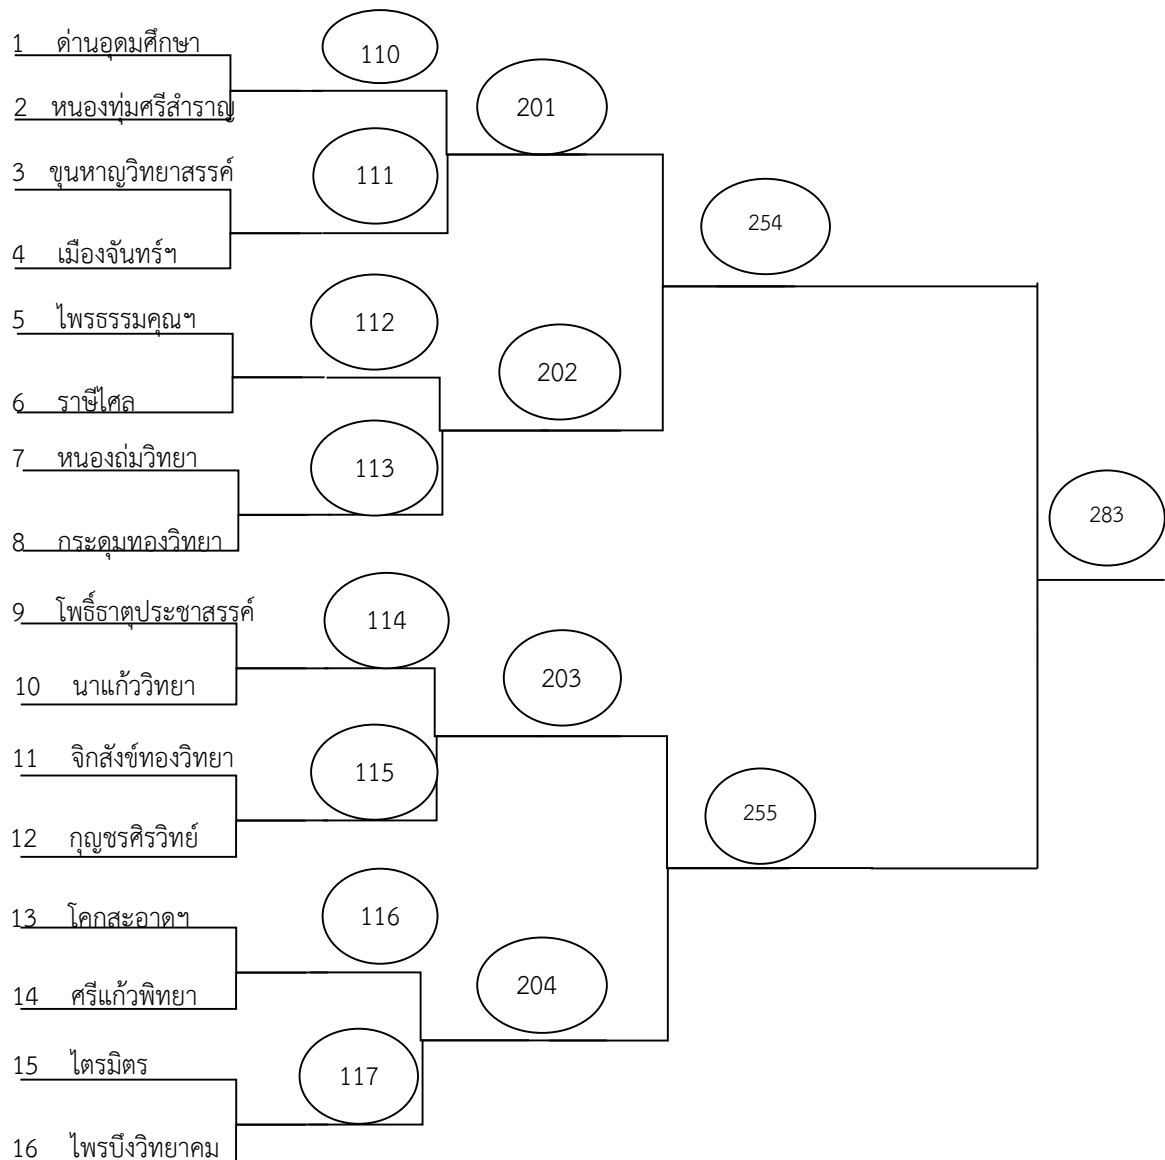 1 ด่านอุดมศึกษา
110
2 หนองทุ่มศรีสำราญ
201
3 ขุนหาญวิทยาสรรค์
111
4 เมืองจันทร์ฯ
254
5 ไพรธรรมคุณฯ
112
6 ราษีไศล
202
7 หนองถ่มวิทยา
113
8 กระดุมทองวิทยา
283
9 โพธิ์ธาตุประชาสรรค์
114
10 นาแก้ววิทยา
203
11 จิกสังข์ทองวิทยา
115
12 กุญชรศิรวิทย์
255
13 โคกสะอาดฯ
116
14 ศรีแก้วพิทยา
204
15 ไตรมิตร
117
16 ไพรบึงวิทยาคม